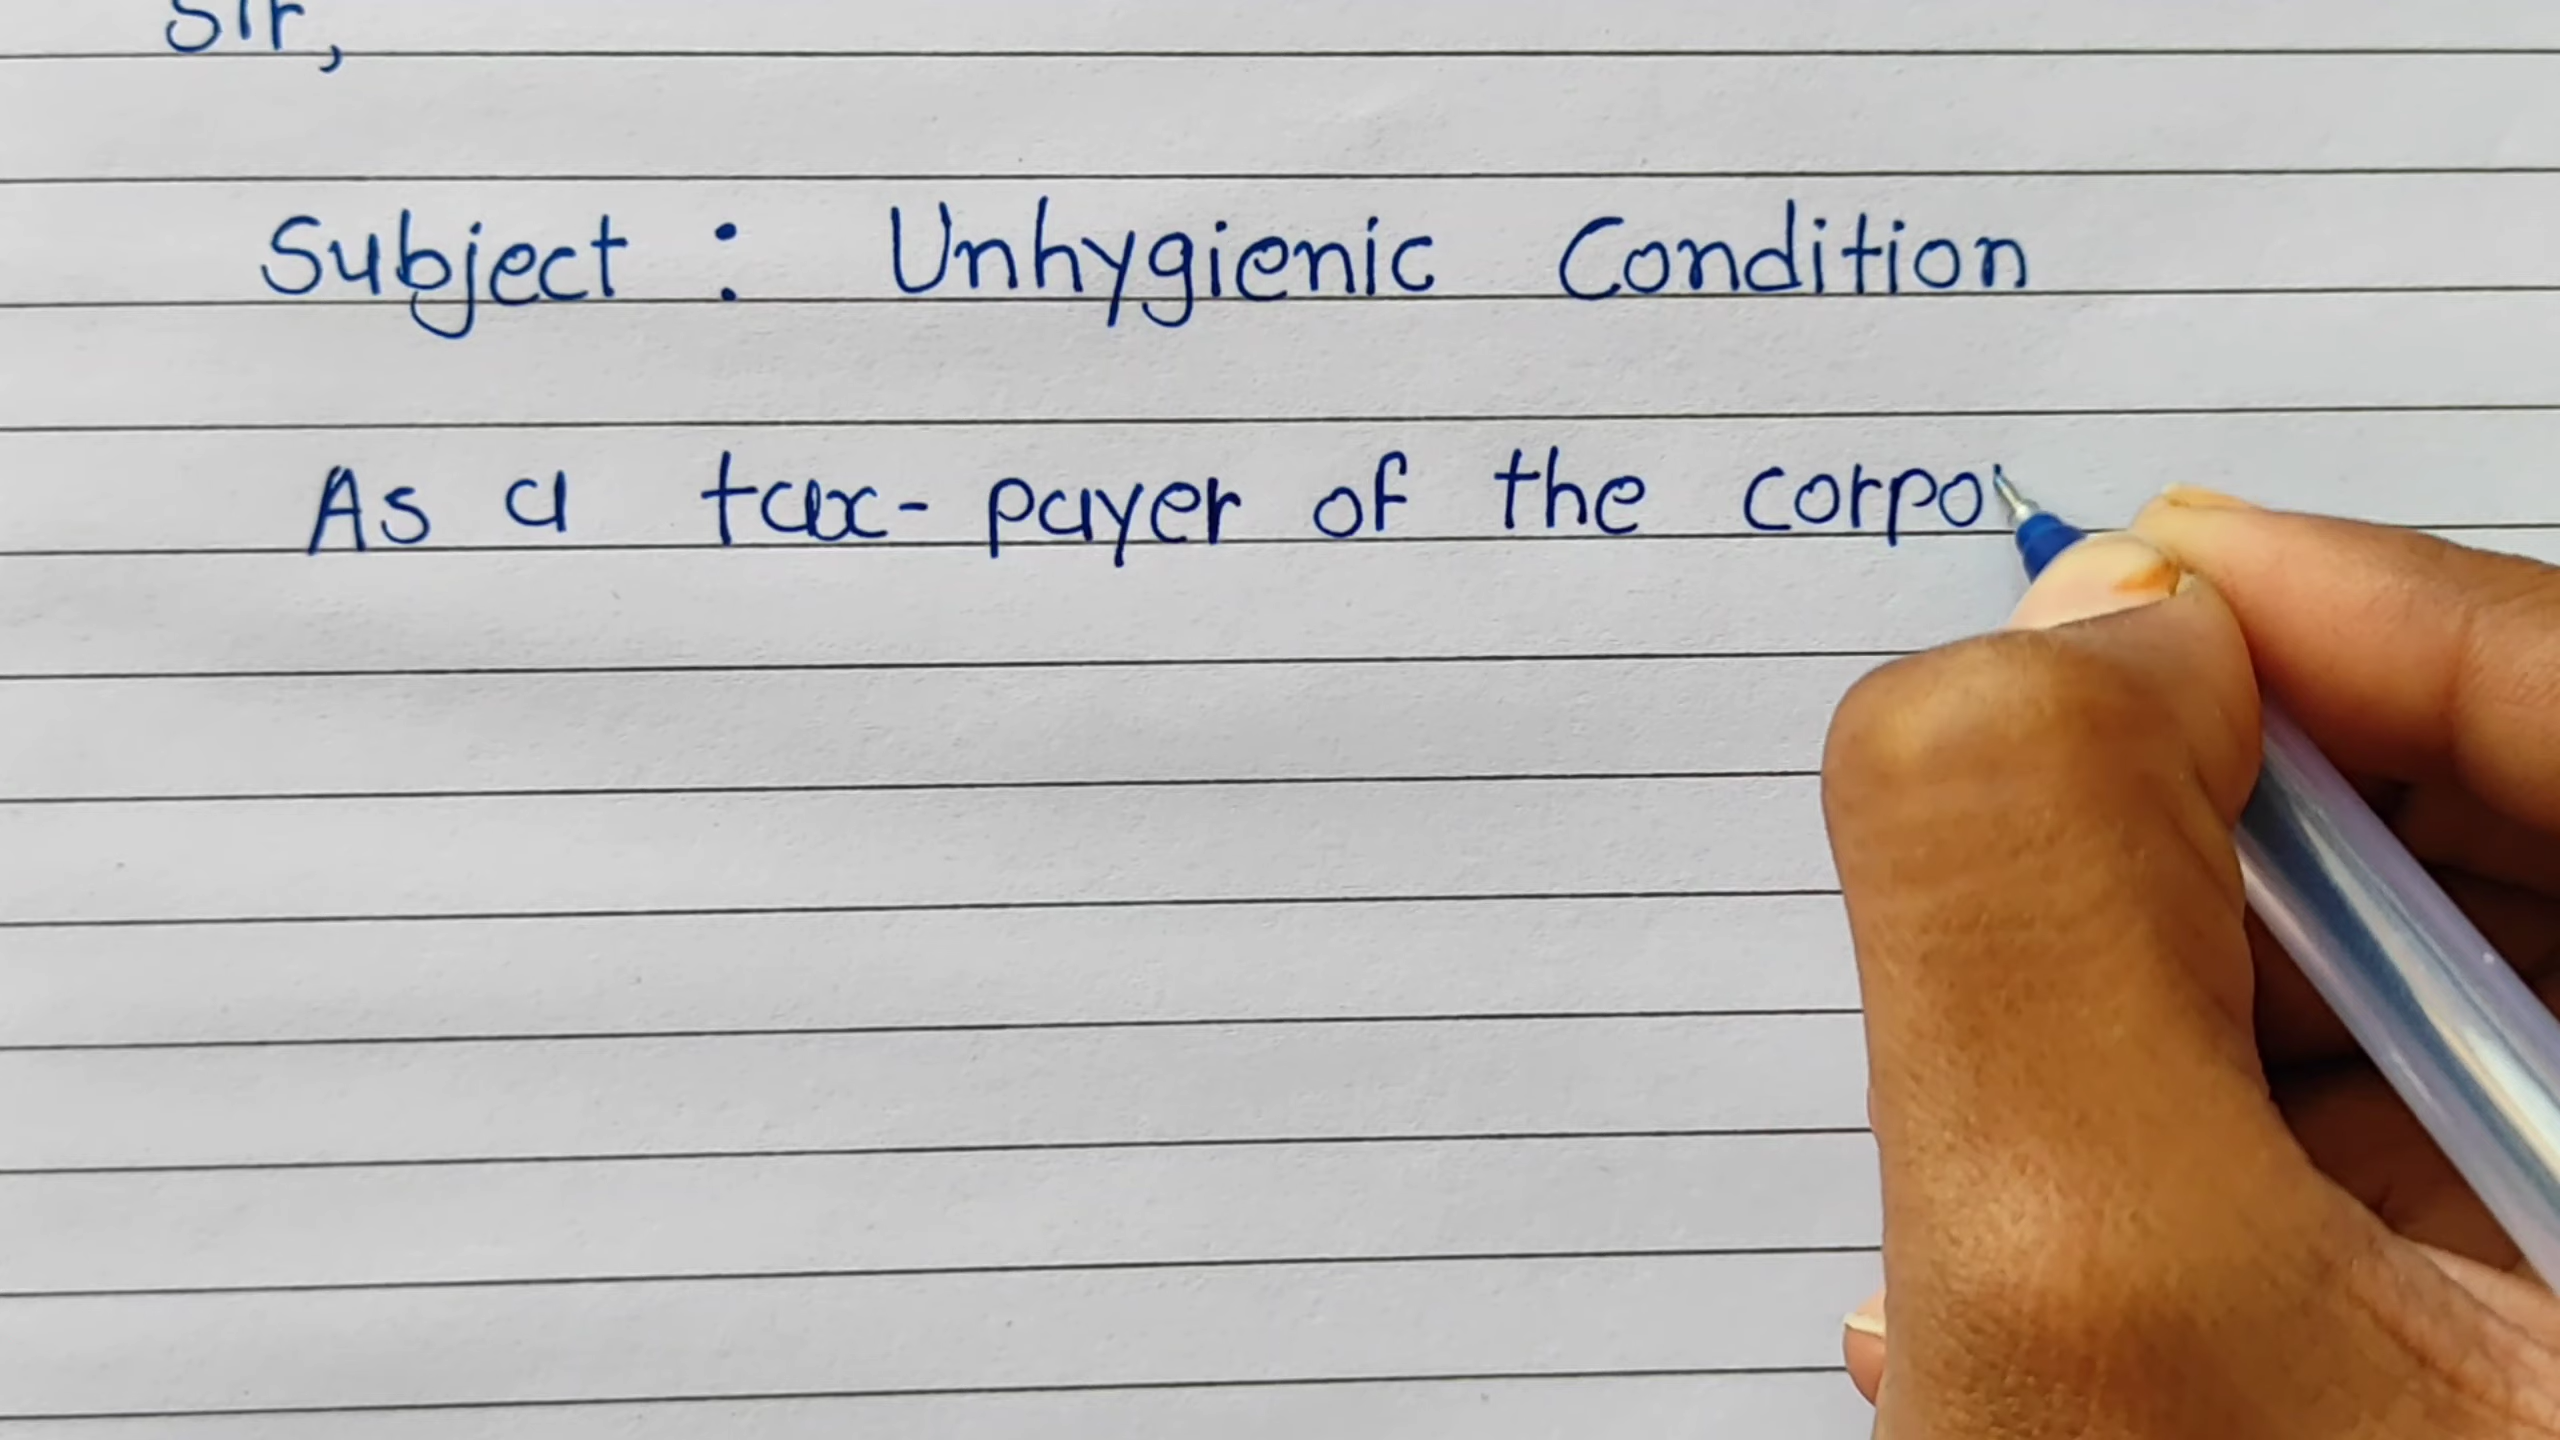 Sir,
Subject : Unhygienic Condition
As a tax-payer of the corpo